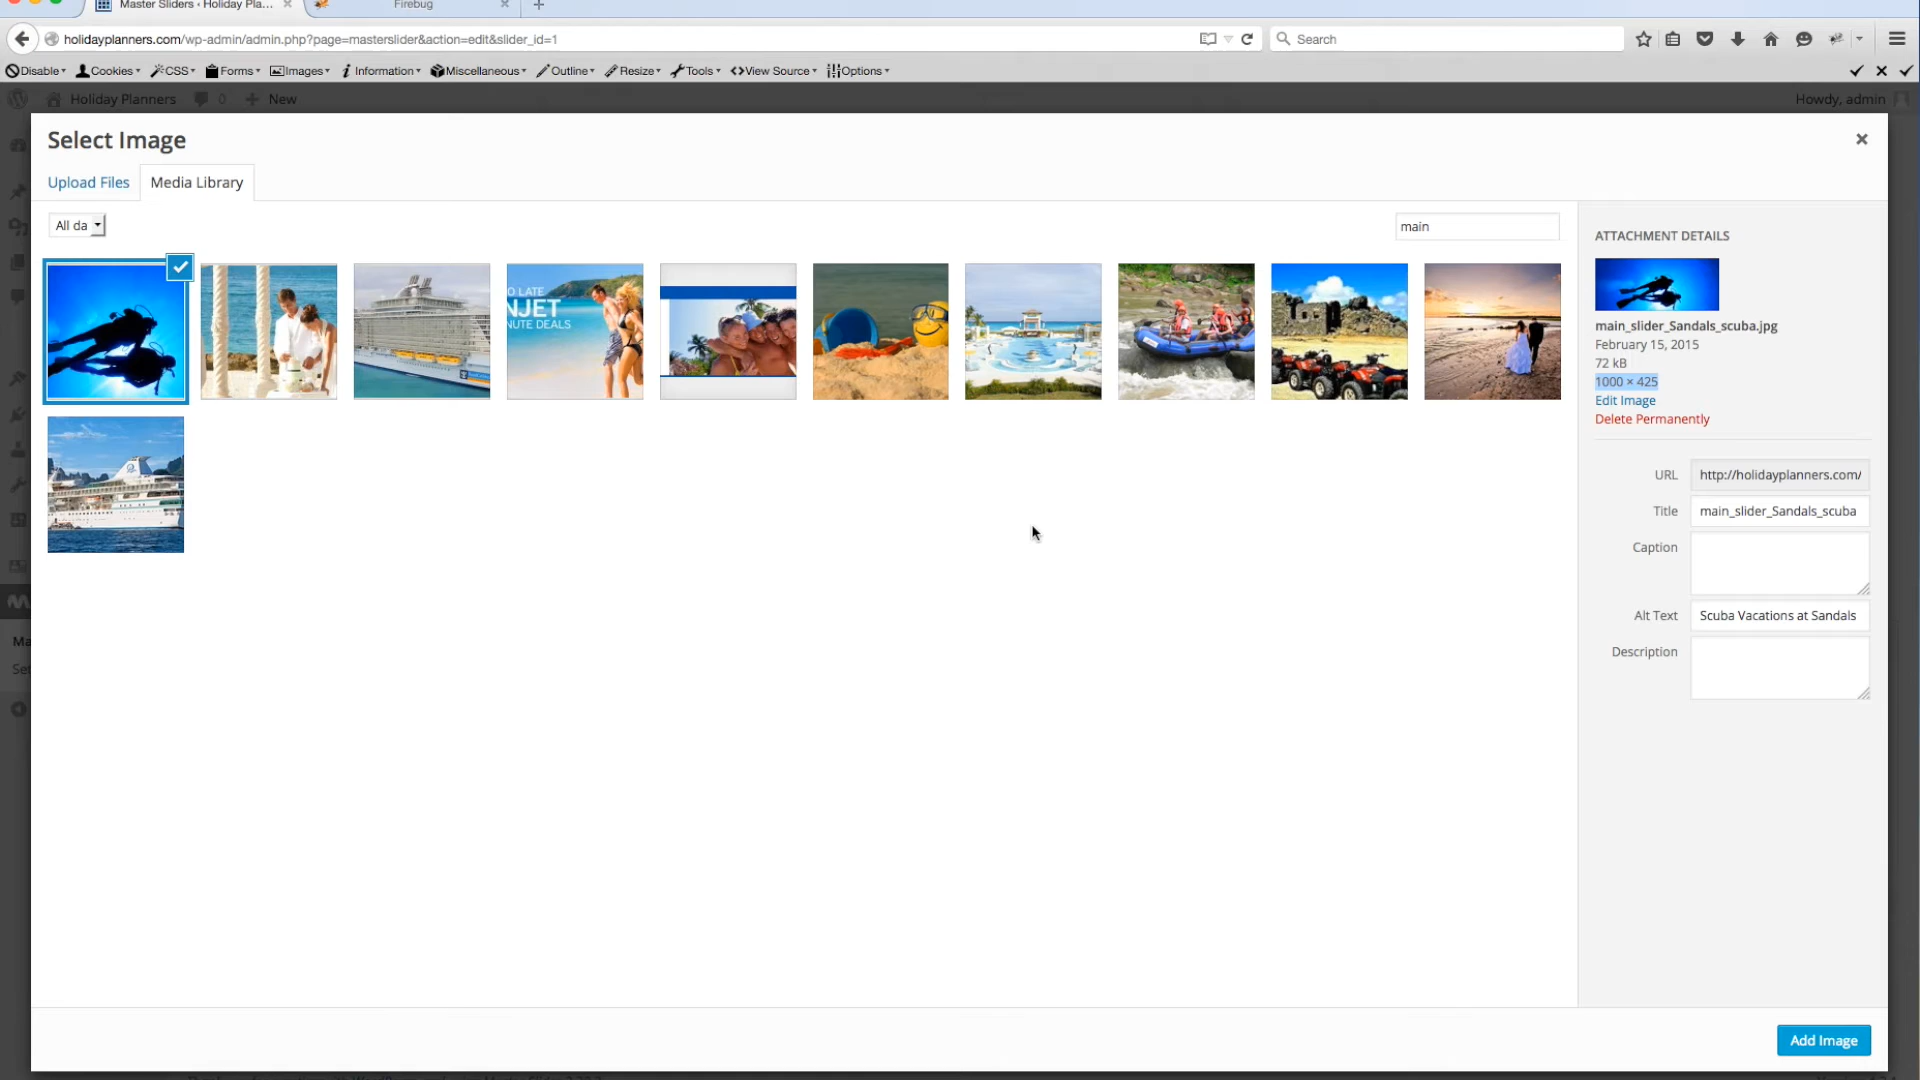 Master Sliders ‹ Holiday Pla...
Firebug
holidayplanners.com/wp-admin/admin.php?page=masterslider&action=edit&slider_id=1
Search
Disable Cookies CSS Forms Images Information Miscellaneous Outline Resize Tools View Source Options
Holiday Planners 0 New
Howdy, admin
Select Image
Upload Files
Media Library
All da
main
O LATE
NJET
NUTE DEALS
ATTACHMENT DETAILS
main_slider_Sandals_scuba.jpg
February 15, 2015
72 kB
1000 × 425
Edit Image
Delete Permanently
URL http://holidayplanners.com/
Title main_slider_Sandals_scuba
Caption
Alt Text Scuba Vacations at Sandals
Description
Ma
Se
Add Image